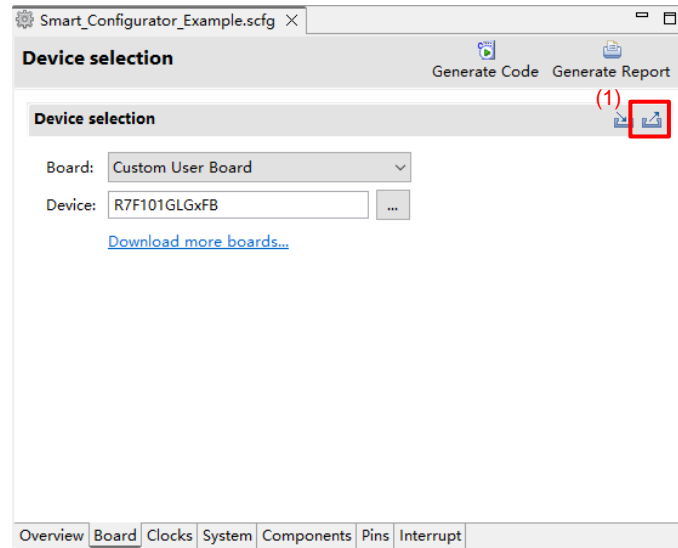 Smart_Configurator_Example.scfg
Device selection
Generate Code Generate Report
(1)
Device selection
Board: Custom User Board
Device: R7F101GLGxFB ...
Download more boards...
Overview Board Clocks System Components Pins Interrupt